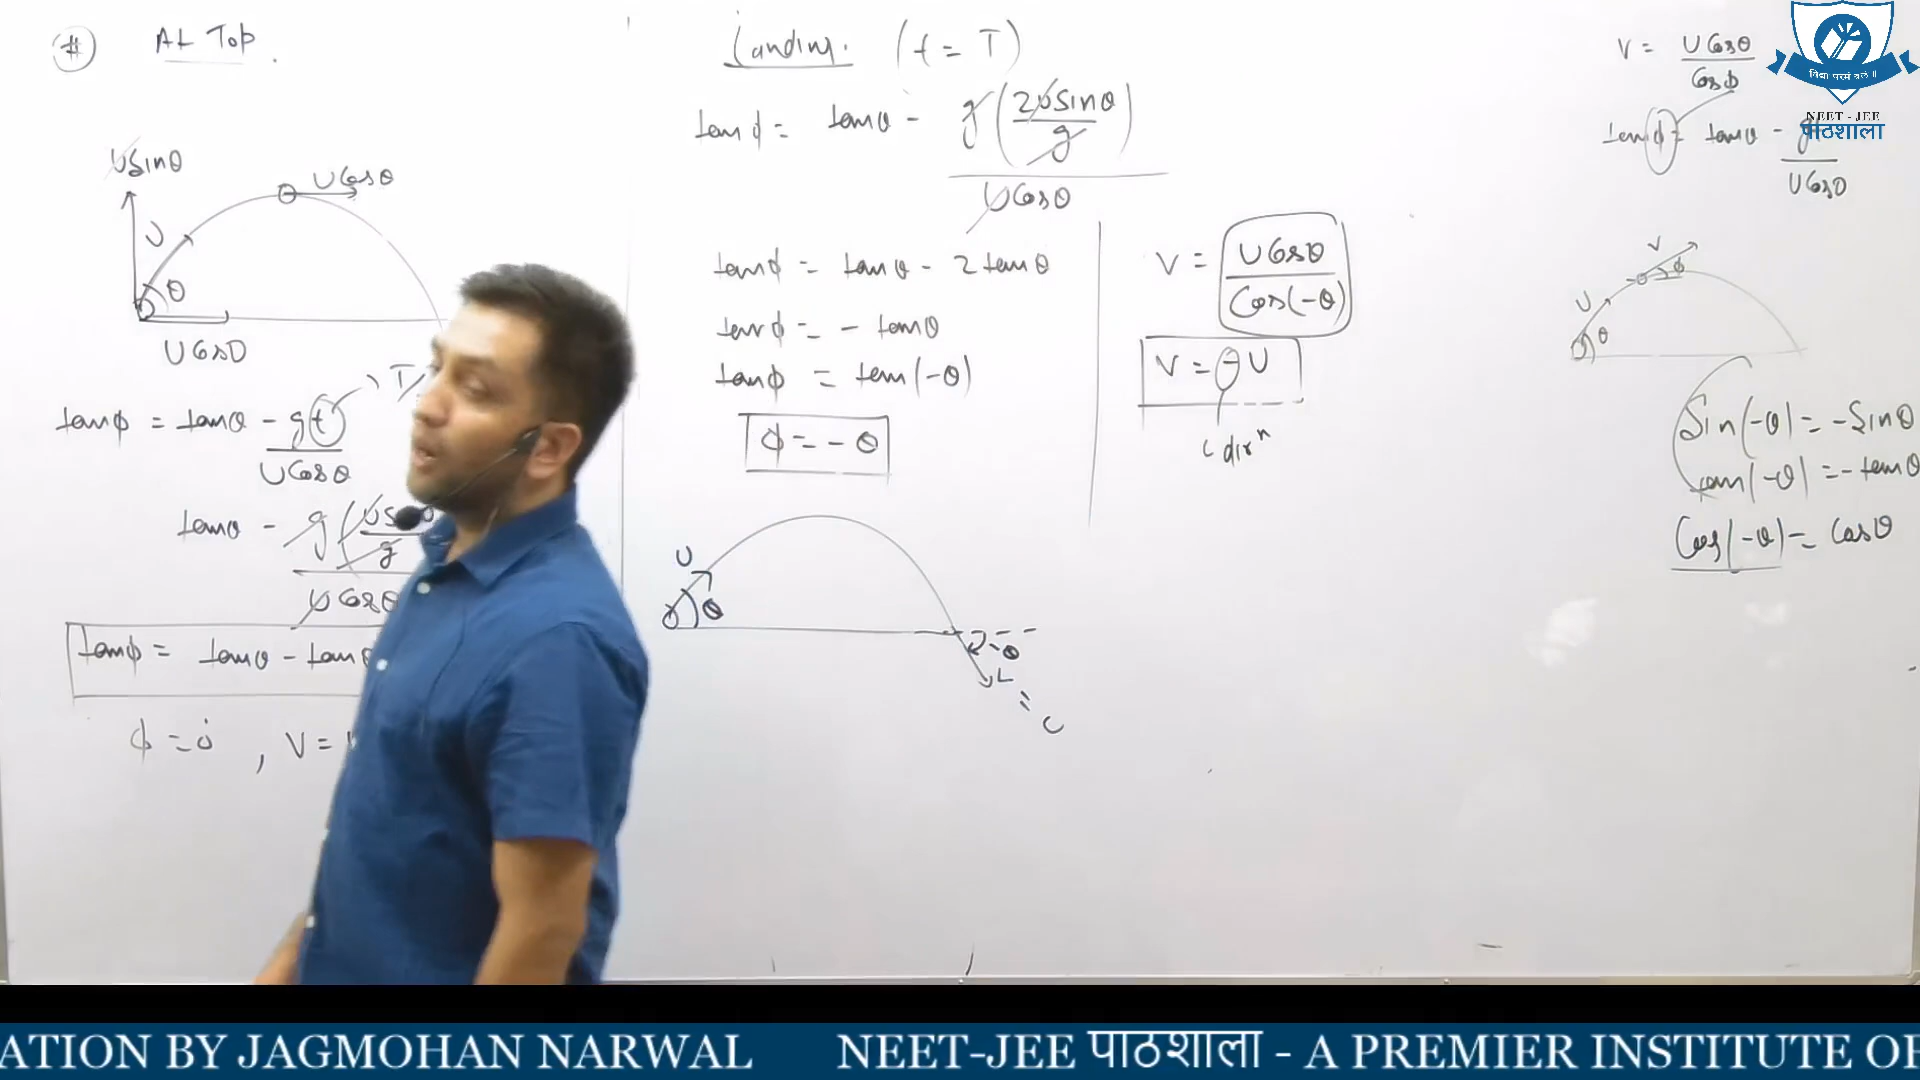 # At Top.
USinθ
UCosθ
U
θ
UCosθ
tanφ = tanθ - gt
UCosθ
T
tanθ - g(
g
UCosθ
tanφ = tanθ - tan
φ = 0 , V =
Landing. (t = T)
tanφ = tanθ - g(2USinθ
g)
UCosθ
tanφ = tanθ - 2tanθ
tanφ = - tanθ
tanφ = tan(-θ)
φ = - θ
U
θ
-θ
V = UCosθ
Cos(-θ)
V = - U
dirⁿ
V = UCosθ
Cosφ
tanφ = tanθ -
UCosθ
V
φ
U
θ
Sin(-θ) = -Sinθ
tan(-θ) = -tanθ
Cos(-θ) = Cosθ
NEET - JEE
पाठशाला
ATION BY JAGMOHAN NARWAL NEET-JEE पाठशाला - A PREMIER INSTITUTE OF